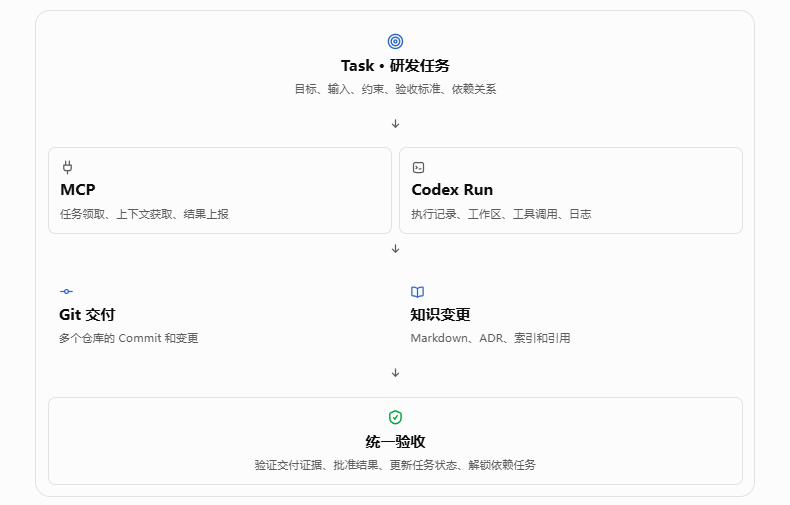 Task • 研发任务
目标、输入、约束、验收标准、依赖关系
MCP
任务领取、上下文获取、结果上报
Codex Run
执行记录、工作区、工具调用、日志
Git 交付
多个仓库的 Commit 和变更
知识变更
Markdown、ADR、索引和引用
统一验收
验证交付证据、批准结果、更新任务状态、解锁依赖任务